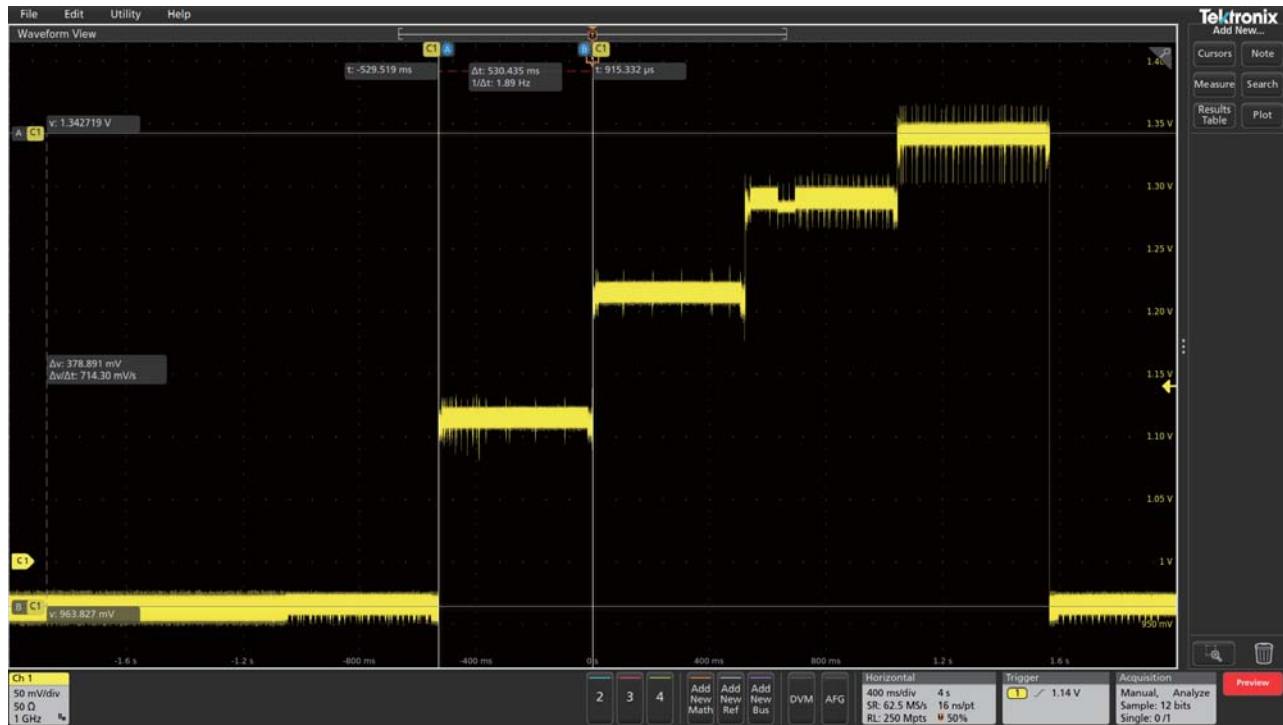 File Edit Utility Help
Tektronix
Waveform View
Add New...
Cursors Note
Measure Search
Results Table Plot
C1 A
B C1
t: -529.519 ms
Δt: 530.435 ms
1/Δt: 1.89 Hz
t: 915.332 µs
A C1
v: 1.342719 V
Δv: 378.891 mV
Δv/Δt: 714.30 mV/s
C1
B C1
v: 963.827 mV
1.35 V
1.30 V
1.25 V
1.20 V
1.15 V
1.10 V
1.05 V
1 V
950 mV
-1.6 s -1.2 s -800 ms -400 ms 0 s 400 ms 800 ms 1.2 s 1.6 s
Ch 1
50 mV/div
50 Ω
1 GHz
2 3 4
Add New Math
Add New Ref
Add New Bus
DVM AFG
Horizontal
400 ms/div 4 s
SR: 62.5 MS/s 16 ns/pt
RL: 250 Mpts 50%
Trigger
1 1.14 V
Acquisition
Manual, Analyze
Sample: 12 bits
Single: 0 /1
Preview